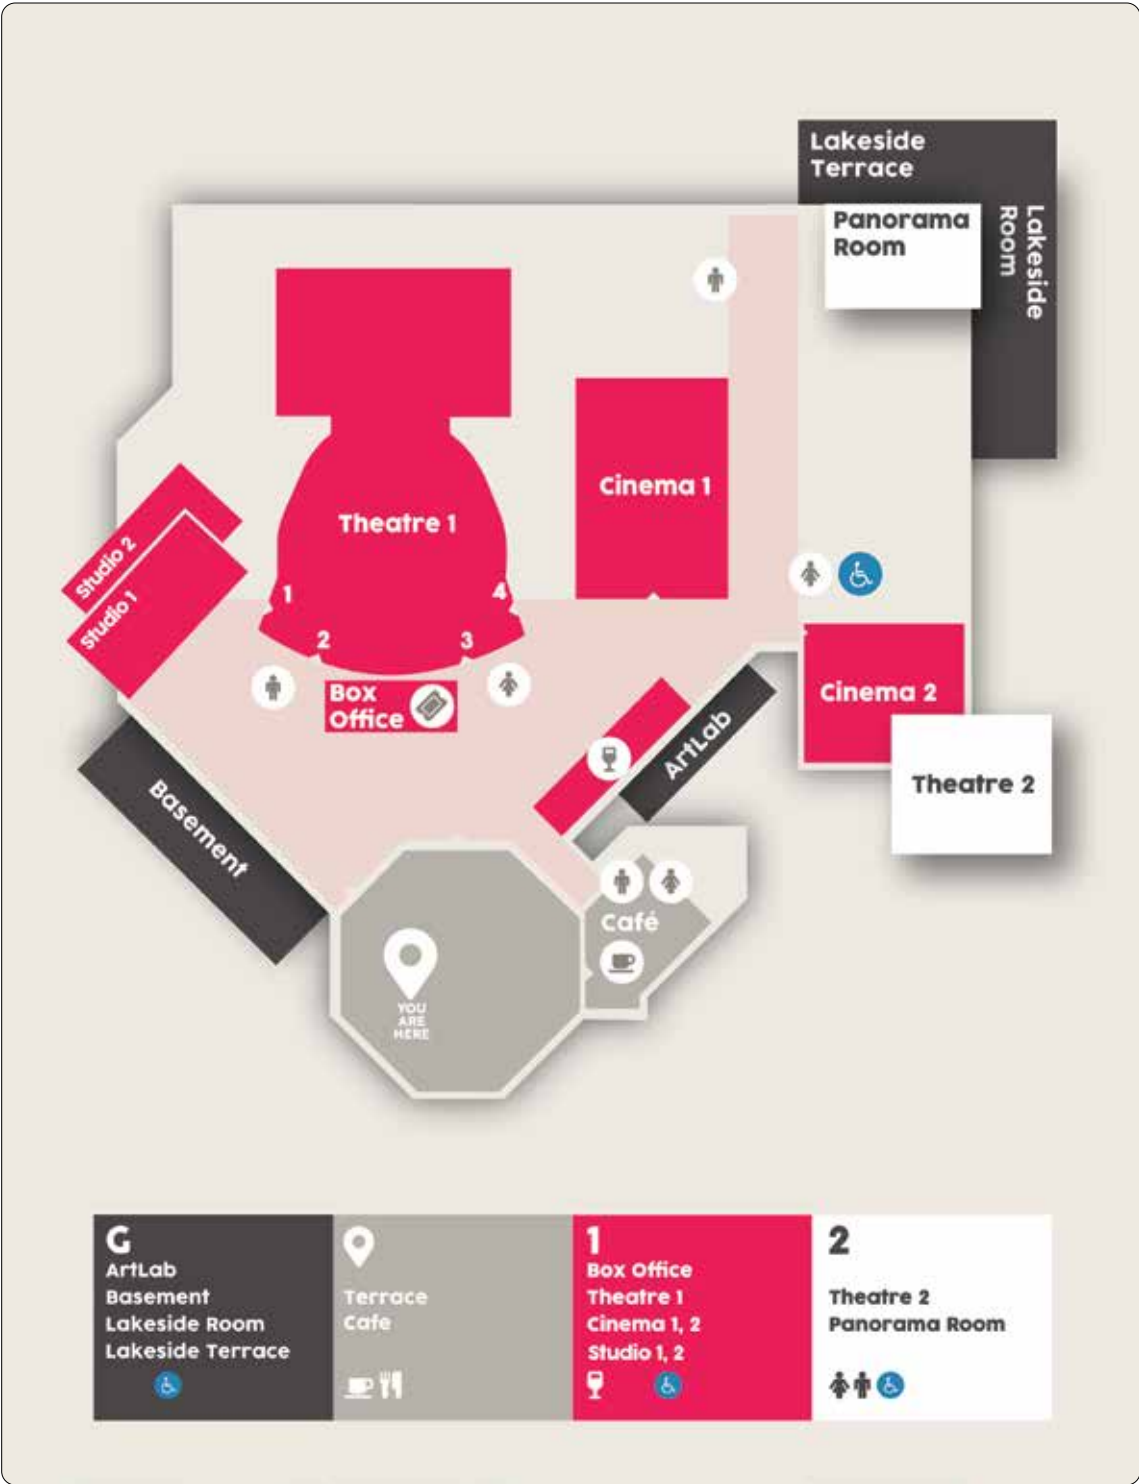 Lakeside
Terrace
Panorama
Room
Lakeside
Room
Cinema 1
Theatre 1
Studio 2
Studio 1
1
4
2
3
Box
Office
Cinema 2
ArtLab
Theatre 2
Basement
Café
YOU
ARE
HERE
G
ArtLab
Basement
Lakeside Room
Lakeside Terrace
Terrace
Cafe
1
Box Office
Theatre 1
Cinema 1, 2
Studio 1, 2
2
Theatre 2
Panorama Room